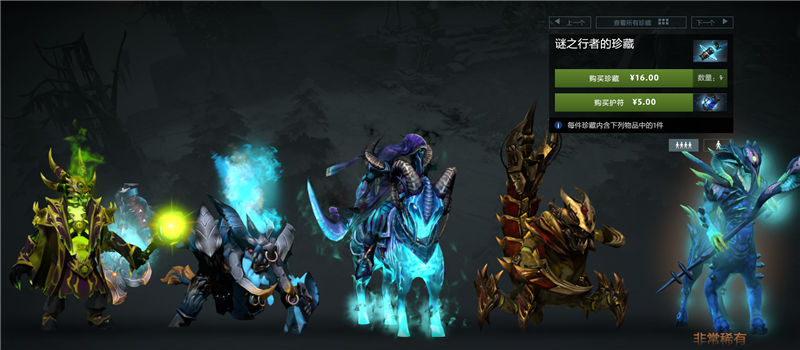 上一个
查看所有珍藏
下一个
谜之行者的珍藏
购买珍藏 ¥16.00
数量：
购买护符 ¥5.00
每件珍藏内含下列物品中的1件
非常稀有